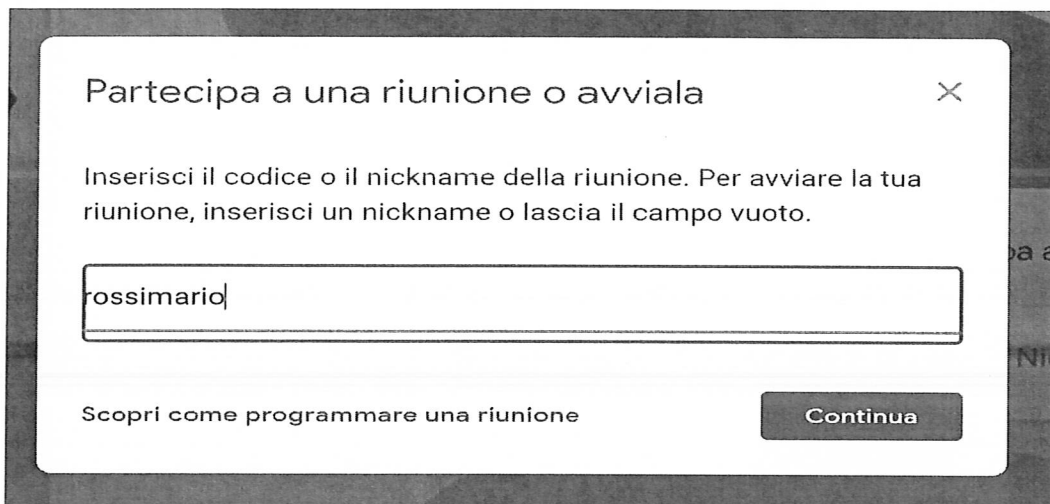 Partecipa a una riunione o avviala
Inserisci il codice o il nickname della riunione. Per avviare la tua
riunione, inserisci un nickname o lascia il campo vuoto.
rossimario
Scopri come programmare una riunione
Continua